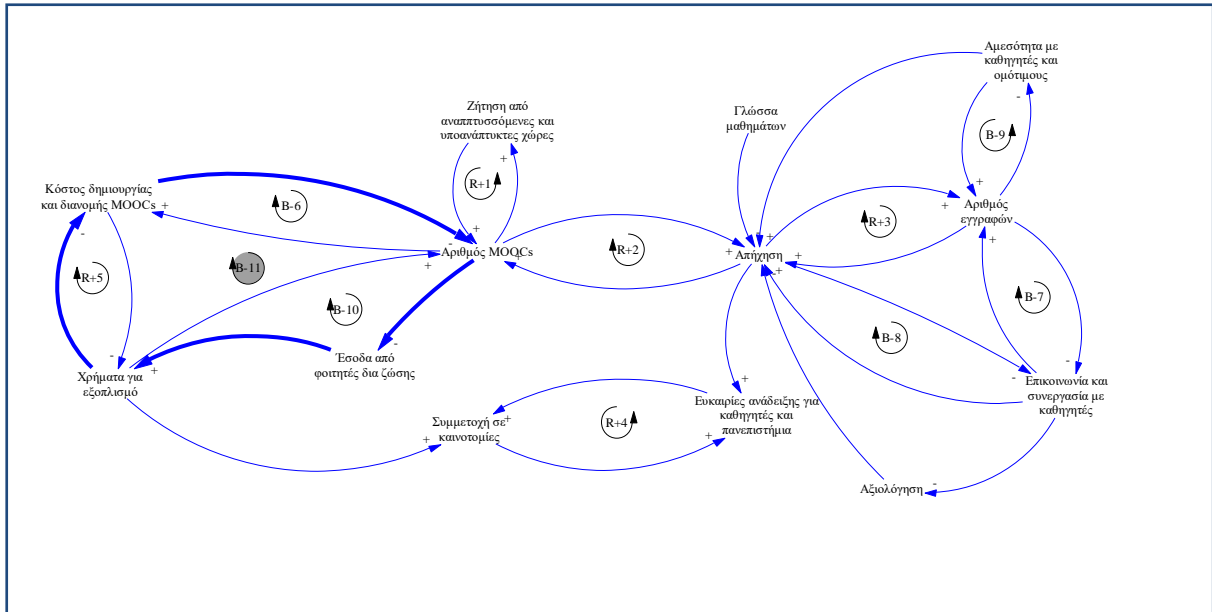 Αμεσότητα με
καθηγητές και
ομότιμους
-
B-9
+
Ζήτηση από
αναππτυσσόμενες και
υποανάπτυκτες χώρες
+
R+1
+
Γλώσσα
μαθημάτων
Κόστος δημιουργίας
και διανομής MOOCs
+
-
B-6
R+5
B-11
-
Αριθμός MOOCs
+
+
R+2
+
+
Απήχηση
+
+
R+3
+
Αριθμός
εγγραφών
+
B-7
B-10
-
Έσοδα από
φοιτητές δια ζώσης
-
+
Χρήματα για
εξοπλισμό
B-8
-
-
Επικοινωνία και
συνεργασία με
καθηγητές
+
Ευκαιρίες ανάδειξης για
καθηγητές και
πανεπιστήμια
+
+
R+4
+
Συμμετοχή σε
καινοτομίες
-
Αξιολόγηση